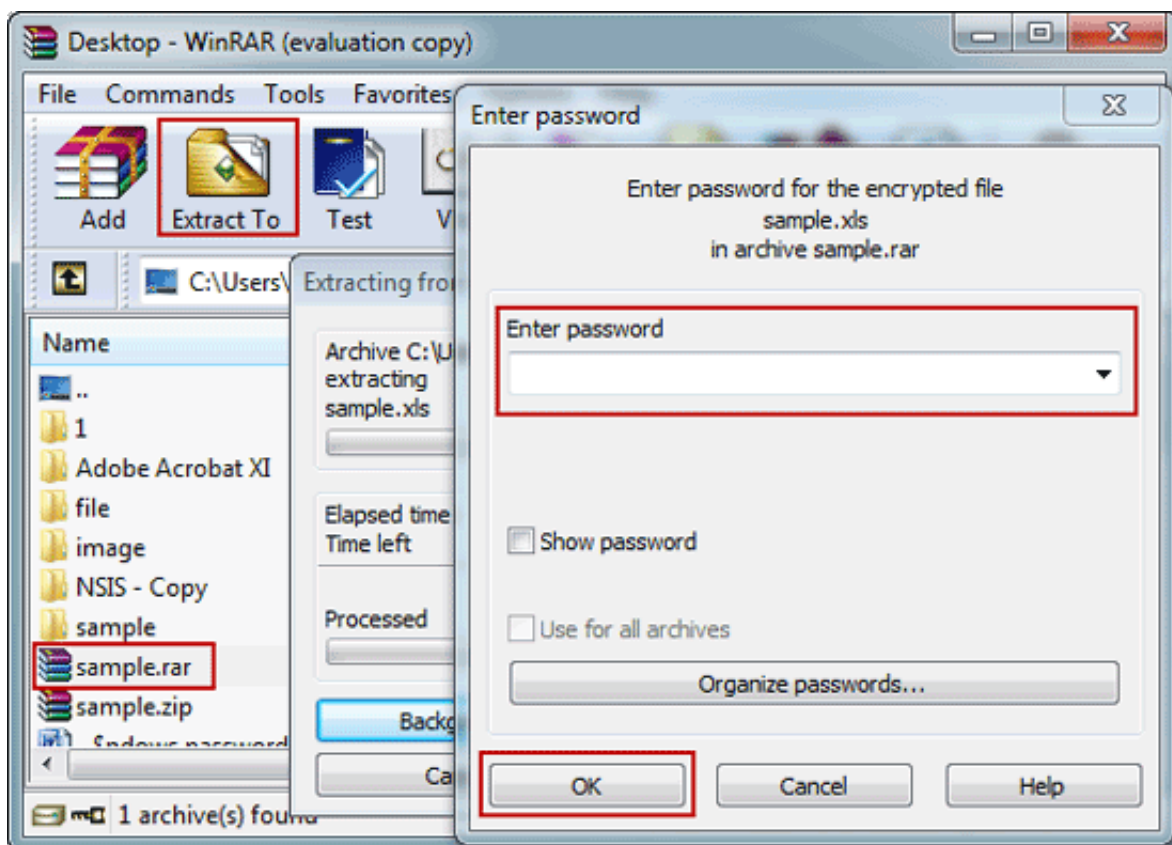 Desktop - WinRAR (evaluation copy)
File Commands Tools Favorites
Add Extract To Test
C:\Users\
Name
..
1
Adobe Acrobat XI
file
image
NSIS - Copy
sample
sample.rar
sample.zip
1 archive(s) found
Extracting from
Archive C:\U
extracting
sample.xls
Elapsed time
Time left
Processed
Backg
Ca
Enter password
Enter password for the encrypted file
sample.xls
in archive sample.rar
Enter password
Show password
Use for all archives
Organize passwords...
OK Cancel Help